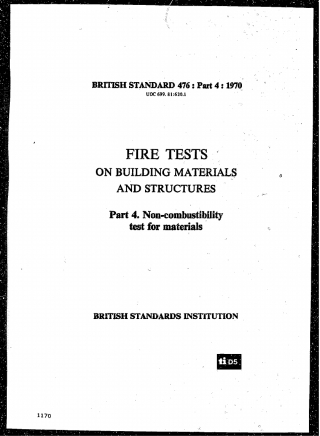 BRITISH STANDARD 476 : Part 4 : 1970
UDC 699. 81:620.1
FIRE TESTS
ON BUILDING MATERIALS
AND STRUCTURES
Part 4. Non-combustibility
test for materials
BRITISH STANDARDS INSTITUTION
ti D5
1170